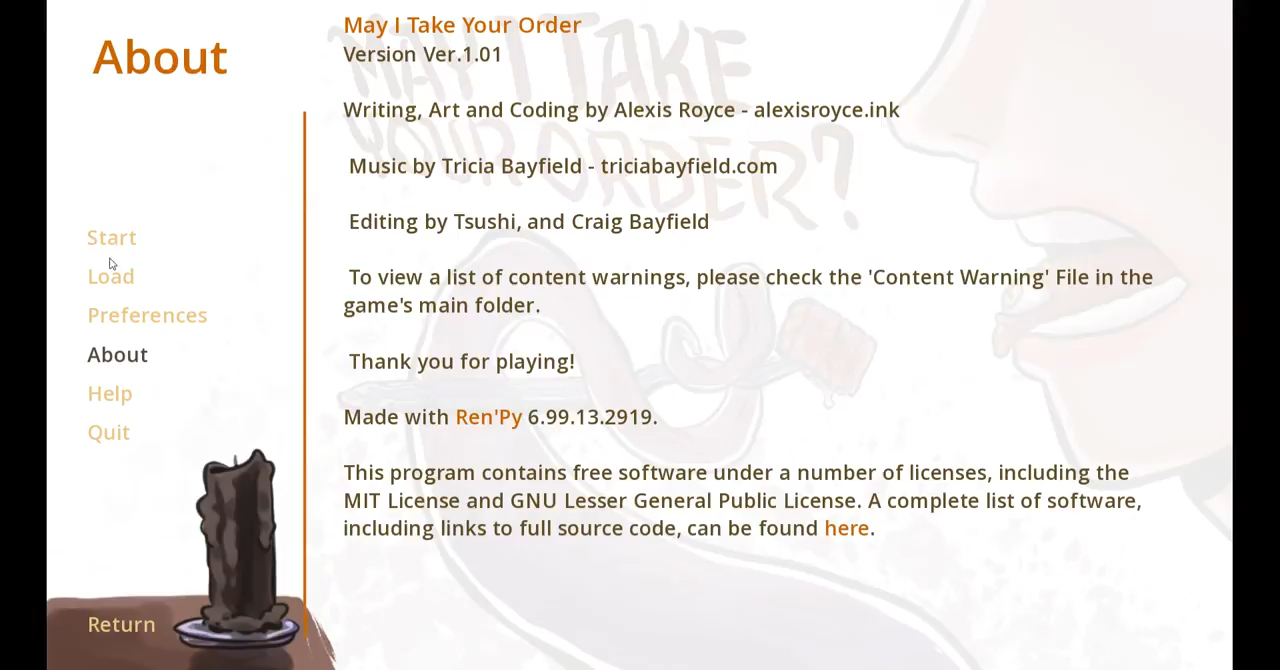 About
May I Take Your Order
Version Ver.1.01
Writing, Art and Coding by Alexis Royce - alexisroyce.ink
Music by Tricia Bayfield - triciabayfield.com
Editing by Tsushi, and Craig Bayfield
To view a list of content warnings, please check the 'Content Warning' File in the
game's main folder.
Thank you for playing!
Made with Ren'Py 6.99.13.2919.
This program contains free software under a number of licenses, including the
MIT License and GNU Lesser General Public License. A complete list of software,
including links to full source code, can be found here.
MAY I TAKE
YOUR ORDER?
Start
Load
Preferences
About
Help
Quit
Return